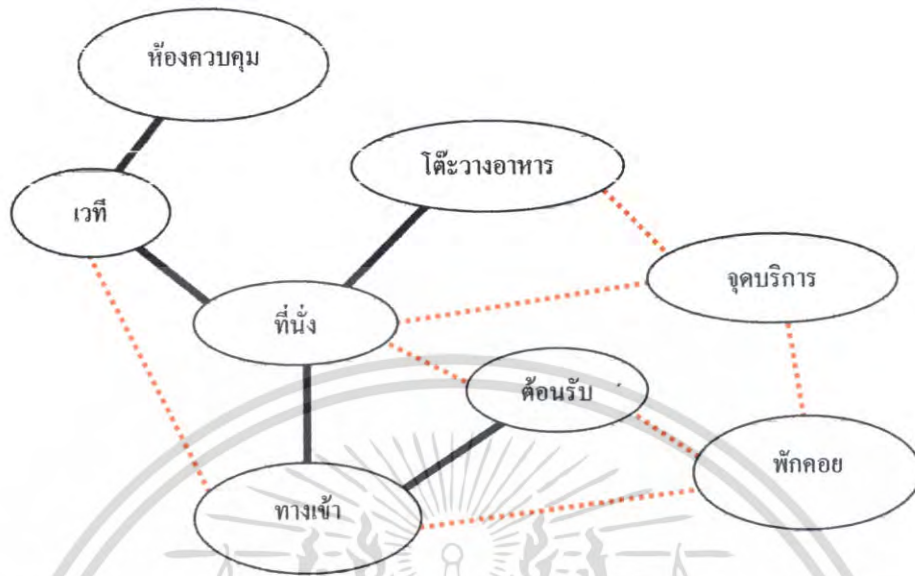 ห้องควบคุม
โต๊ะวางอาหาร
เวที
จุดบริการ
ที่นั่ง
ต้อนรับ
พักคอย
ทางเข้า